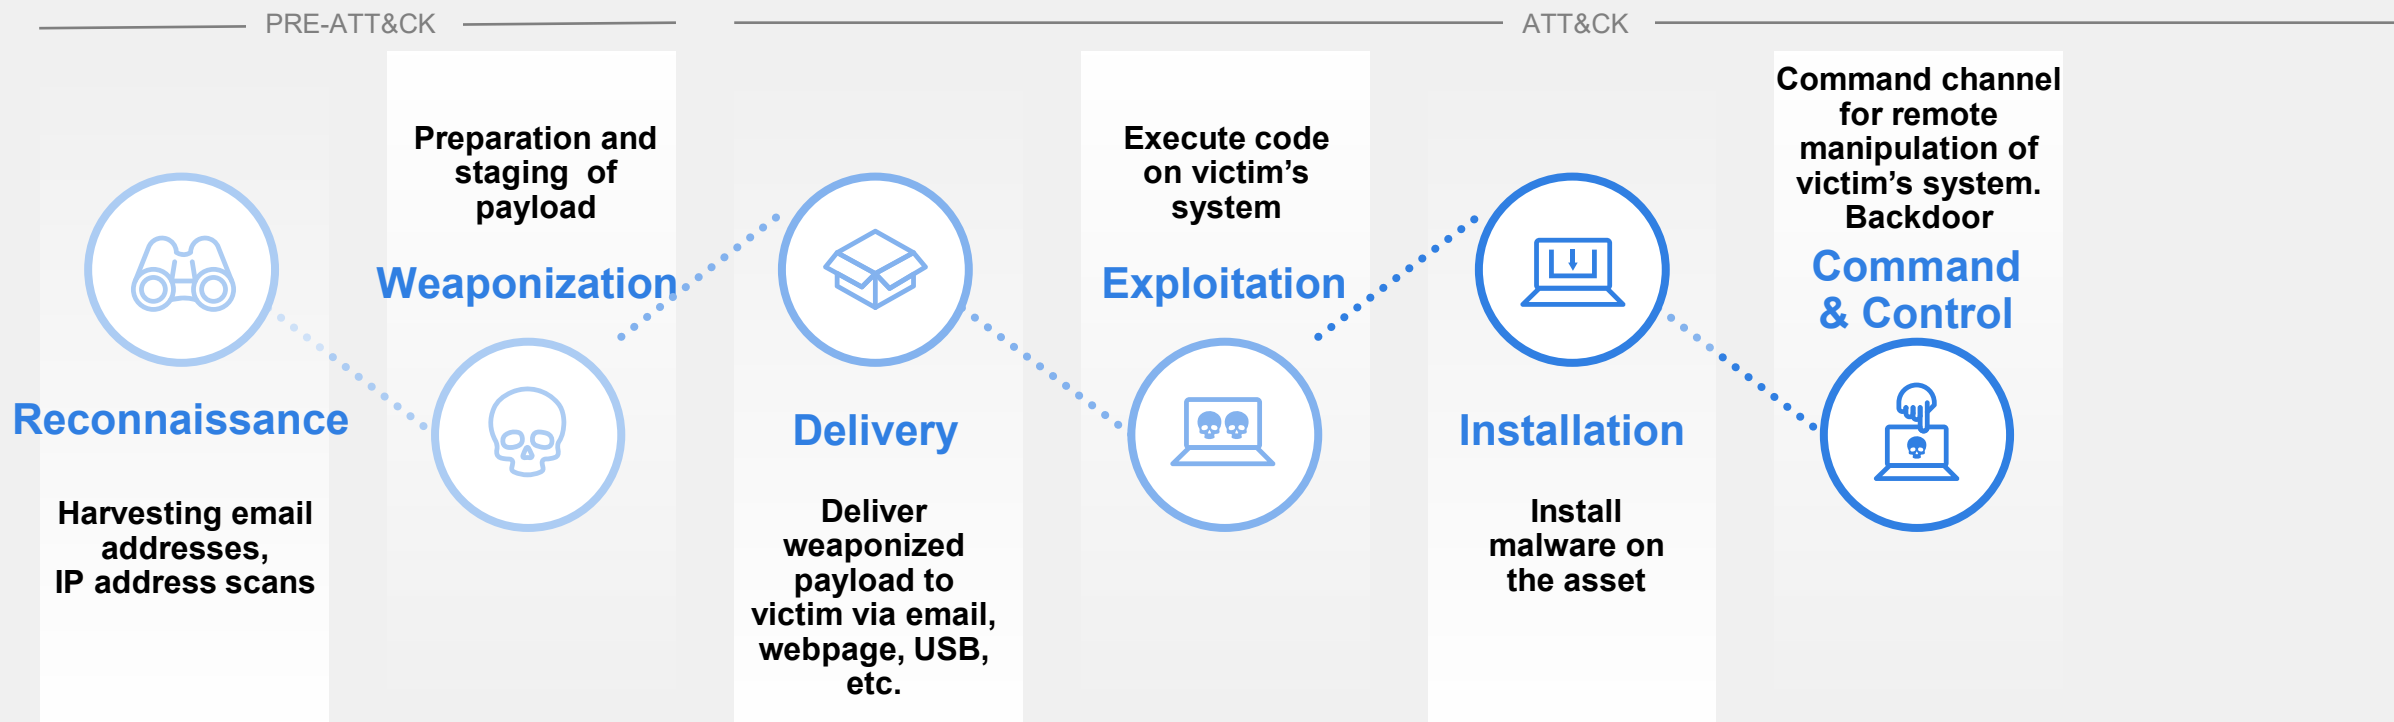 PRE-ATT&CK
ATT&CK
Reconnaissance
Harvesting email
addresses,
IP address scans
Preparation and
staging of
payload
Weaponization
Delivery
Deliver
weaponized
payload to
victim via email,
webpage, USB,
etc.
Execute code
on victim’s
system
Exploitation
Installation
Install
malware on
the asset
Command channel
for remote
manipulation of
victim’s system.
Backdoor
Command
& Control